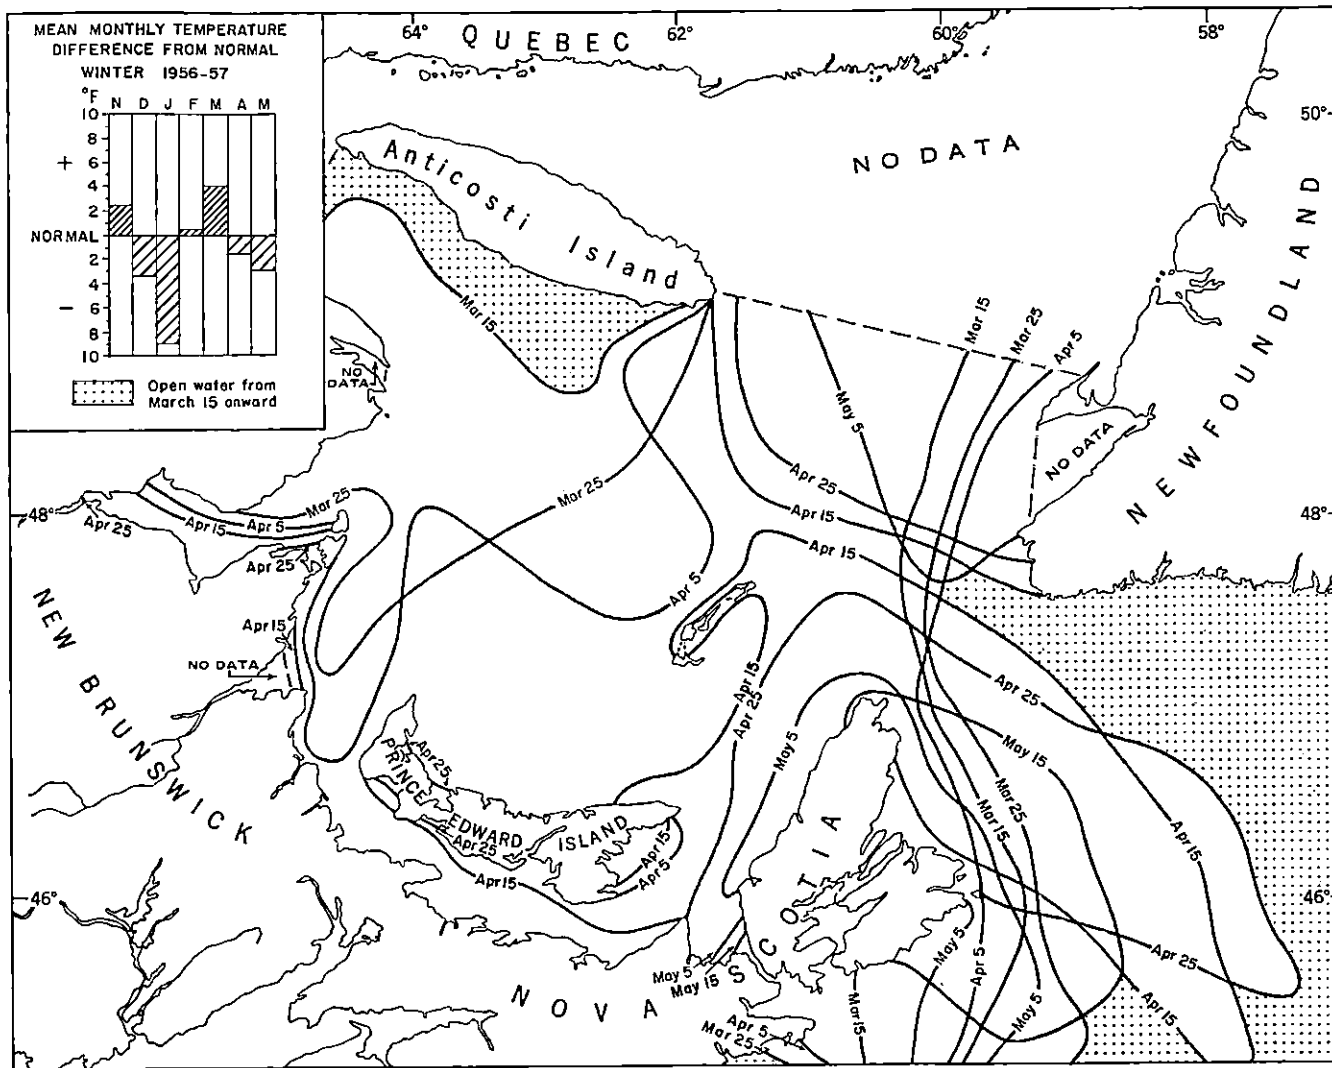 MEAN MONTHLY TEMPERATURE
DIFFERENCE FROM NORMAL
WINTER 1956-57
°F N D J F M A M
10
8
+ 6
4
2
NORMAL
2
4
− 6
8
10
NO
DATA
Open water from
March 15 onward
64° 62° 60° 58°
QUEBEC
50°
NO DATA
Anticosti Island
NEWFOUNDLAND
Mar 15
Mar 15
Mar 25
Apr 5
May 5
NO DATA
Apr 25
Mar 25
Apr 15
48°
48°
Mar 25
Apr 5
Apr 15
Apr 25
Apr 25
Apr 15
Apr 5
NEW BRUNSWICK
Apr 15
NO DATA
Apr 15
Apr 25
Apr 25
May 5
May 15
Apr 25
PRINCE EDWARD ISLAND
Apr 25
Apr 15
Apr 15
Apr 5
Mar 25
Mar 15
Apr 15
46°
46°
NOVA SCOTIA
May 5
May 15
May 5
Apr 5
Apr 25
Apr 15
May 5
Mar 15
Apr 5
Mar 25